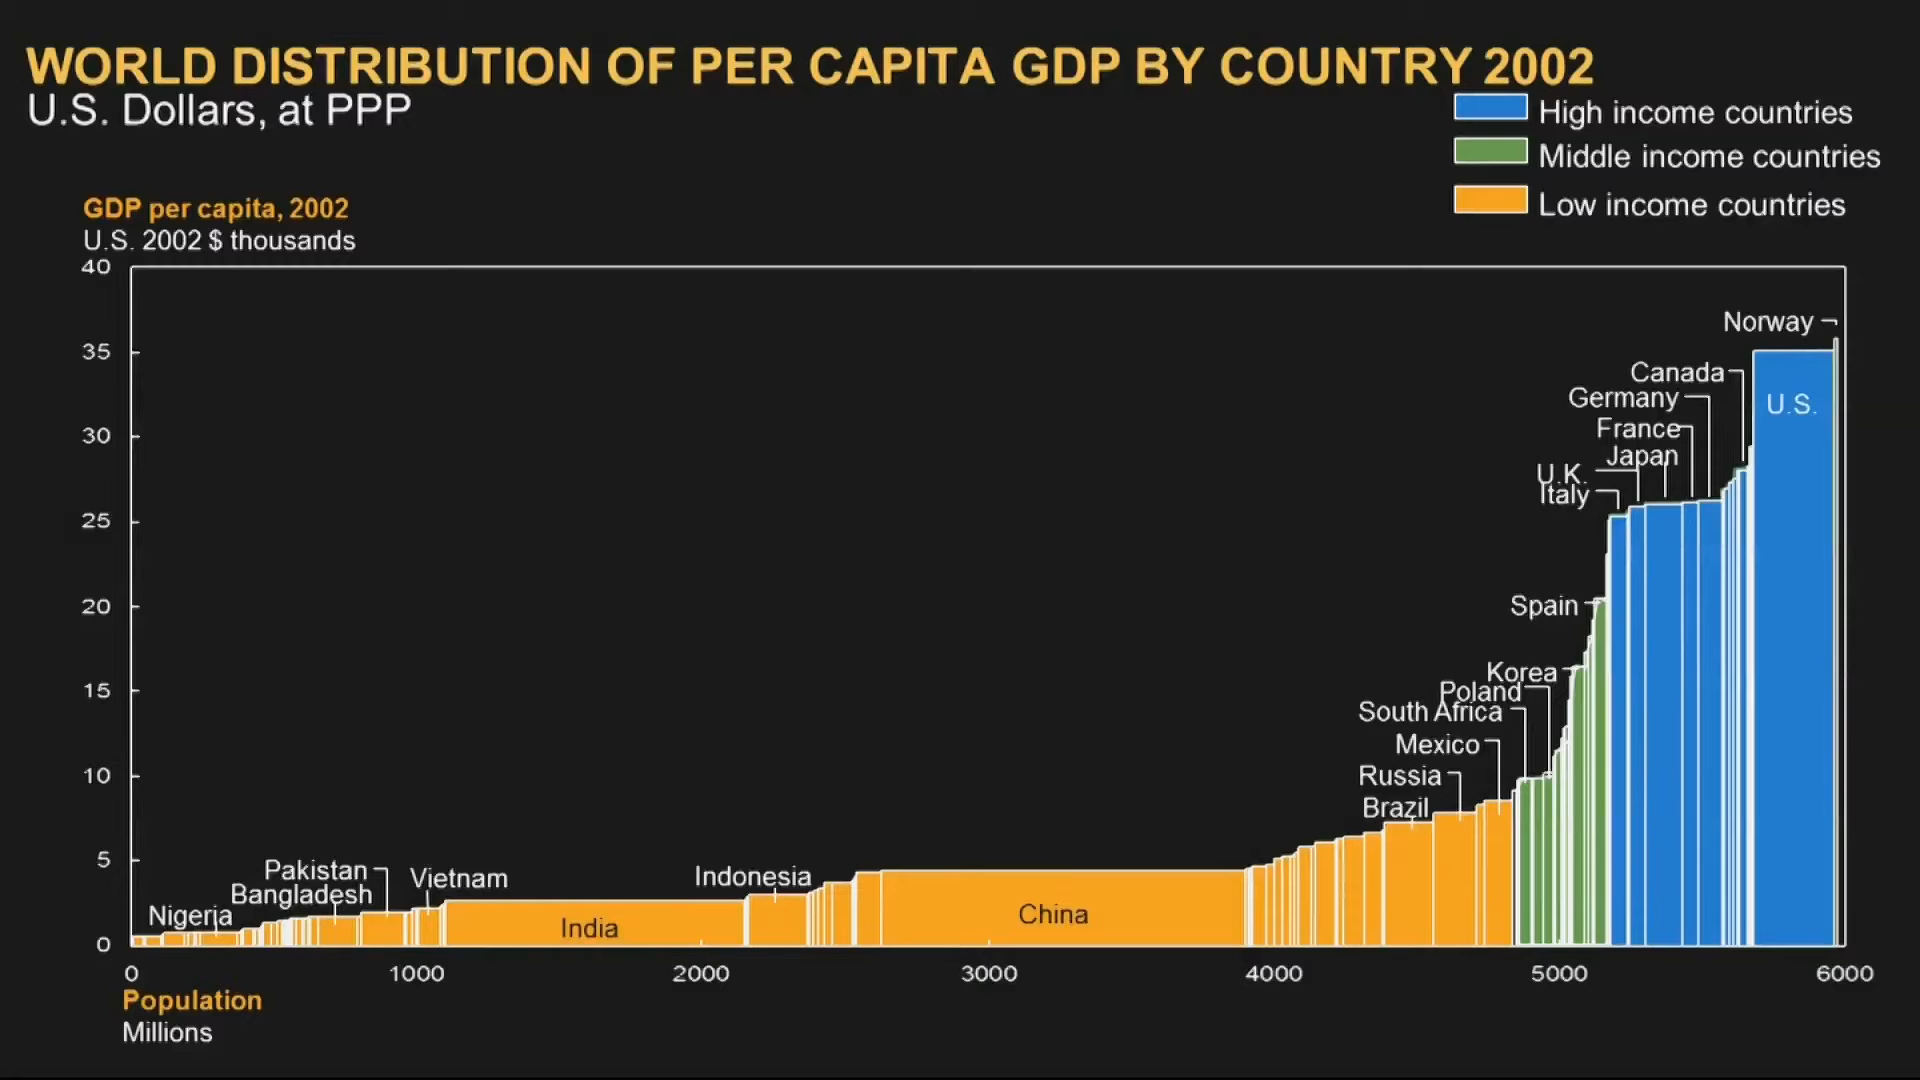 WORLD DISTRIBUTION OF PER CAPITA GDP BY COUNTRY 2002
U.S. Dollars, at PPP
High income countries
Middle income countries
Low income countries
GDP per capita, 2002
U.S. 2002 $ thousands
40
35
30
25
20
15
10
5
0
Norway
Canada
Germany
U.S.
France
Japan
U.K.
Italy
Spain
Korea
Poland
South Africa
Mexico
Russia
Brazil
Pakistan
Vietnam
Indonesia
Bangladesh
Nigeria
India
China
0 1000 2000 3000 4000 5000 6000
Population
Millions